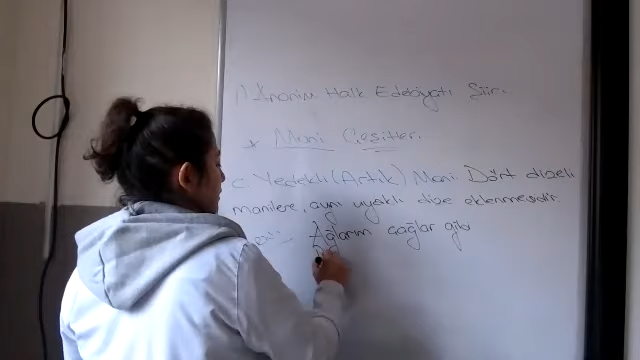 1) Anonim Halk Edebiyatı Şiir.
* Mani Çeşitleri.
c. Yedekli (Artık) Mani: Dört dizeli
manilere, aynı uyaklı dize eklenmesidir.
Ağlarım çağlar gibi